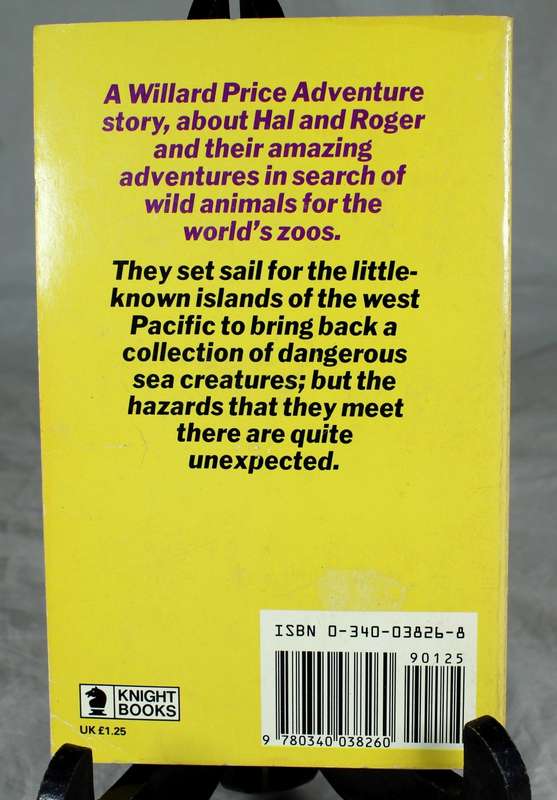 A Willard Price Adventure
story, about Hal and Roger
and their amazing
adventures in search of
wild animals for the
world's zoos.
They set sail for the little-
known islands of the west
Pacific to bring back a
collection of dangerous
sea creatures; but the
hazards that they meet
there are quite
unexpected.
ISBN 0-340-03826-8
90125
9 780340 038260
KNIGHT
BOOKS
UK £1.25